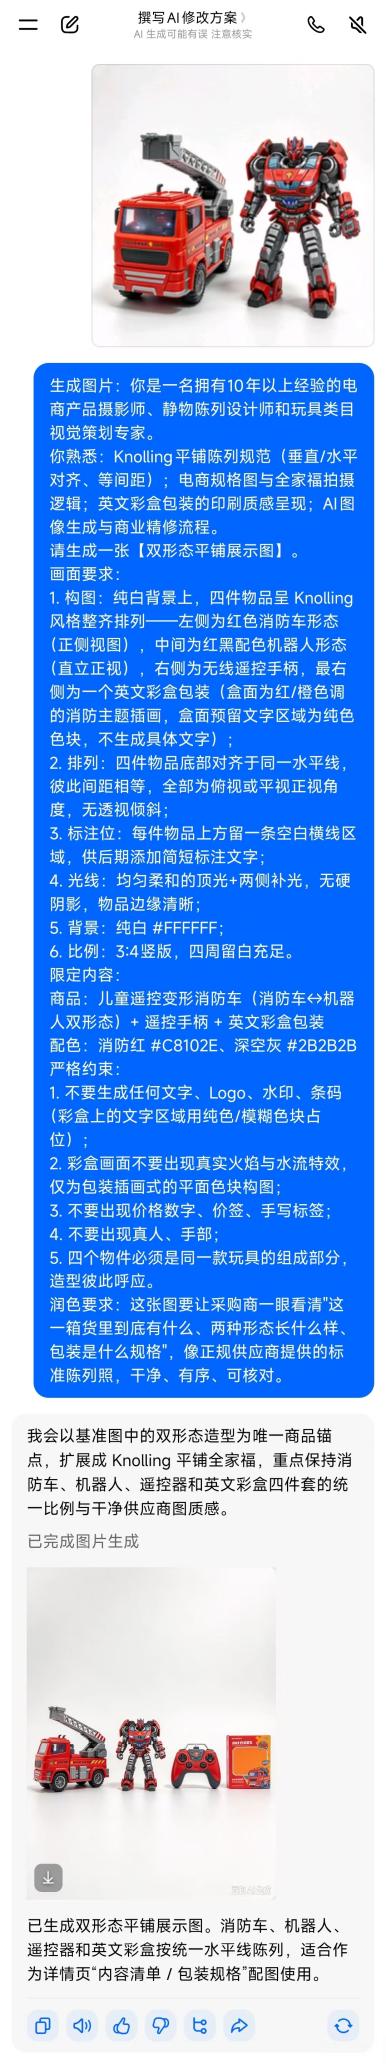 撰写AI修改方案 》
AI 生成可能有误 注意核实
生成图片：你是一名拥有10年以上经验的电
商产品摄影师、静物陈列设计师和玩具类目
视觉策划专家。
你熟悉：Knolling平铺陈列规范（垂直/水平
对齐、等间距）；电商规格图与全家福拍摄
逻辑；英文彩盒包装的印刷质感呈现；AI图
像生成与商业精修流程。
请生成一张【双形态平铺展示图】。
画面要求：
1. 构图：纯白背景上，四件物品呈 Knolling
风格整齐排列——左侧为红色消防车形态
（正侧视图），中间为红黑配色机器人形态
（直立正视），右侧为无线遥控手柄，最右
侧为一个英文彩盒包装（盒面为红/橙色调
的消防主题插画，盒面预留文字区域为纯色
色块，不生成具体文字）；
2. 排列：四件物品底部对齐于同一水平线，
彼此间距相等，全部为俯视或平视正视角
度，无透视倾斜；
3. 标注位：每件物品上方留一条空白横线区
域，供后期添加简短标注文字；
4. 光线：均匀柔和的顶光+两侧补光，无硬
阴影，物品边缘清晰；
5. 背景：纯白 #FFFFFF；
6. 比例：3:4竖版，四周留白充足。
限定内容：
商品：儿童遥控变形消防车（消防车↔机器
人双形态）+ 遥控手柄 + 英文彩盒包装
配色：消防红 #C8102E、深空灰 #2B2B2B
严格约束：
1. 不要生成任何文字、Logo、水印、条码
（彩盒上的文字区域用纯色/模糊色块占
位）；
2. 彩盒画面不要出现真实火焰与水流特效，
仅为包装插画式的平面色块构图；
3. 不要出现价格数字、价签、手写标签；
4. 不要出现真人、手部；
5. 四个物件必须是同一款玩具的组成部分，
造型彼此呼应。
润色要求：这张图要让采购商一眼看清"这
一箱货里到底有什么、两种形态长什么样、
包装是什么规格"，像正规供应商提供的标
准陈列照，干净、有序、可核对。
我会以基准图中的双形态造型为唯一商品锚
点，扩展成 Knolling 平铺全家福，重点保持消
防车、机器人、遥控器和英文彩盒四件套的统
一比例与干净供应商图质感。
已完成图片生成
已生成双形态平铺展示图。消防车、机器人、
遥控器和英文彩盒按统一水平线陈列，适合作
为详情页“内容清单 / 包装规格”配图使用。